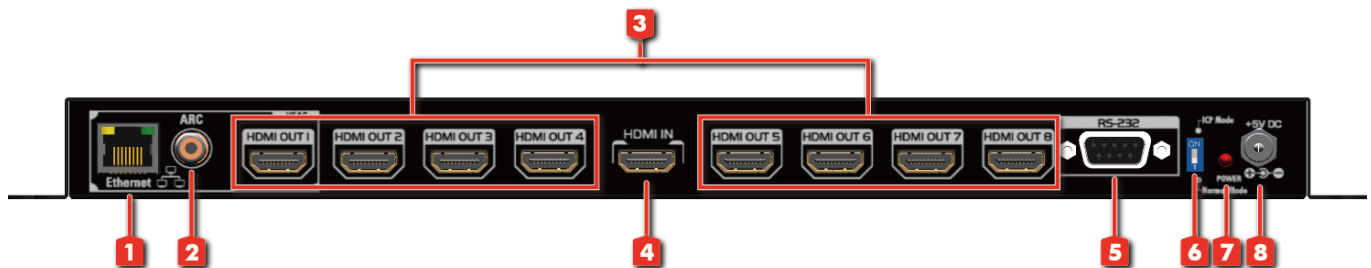 3
ARC
Ethernet
HDMI OUT 1
HDMI OUT 2
HDMI OUT 3
HDMI OUT 4
HDMI IN
HDMI OUT 5
HDMI OUT 6
HDMI OUT 7
HDMI OUT 8
RS-232
ICP Mode
ON
1
Normal Mode
POWER
+5V DC
1
2
4
5
6
7
8